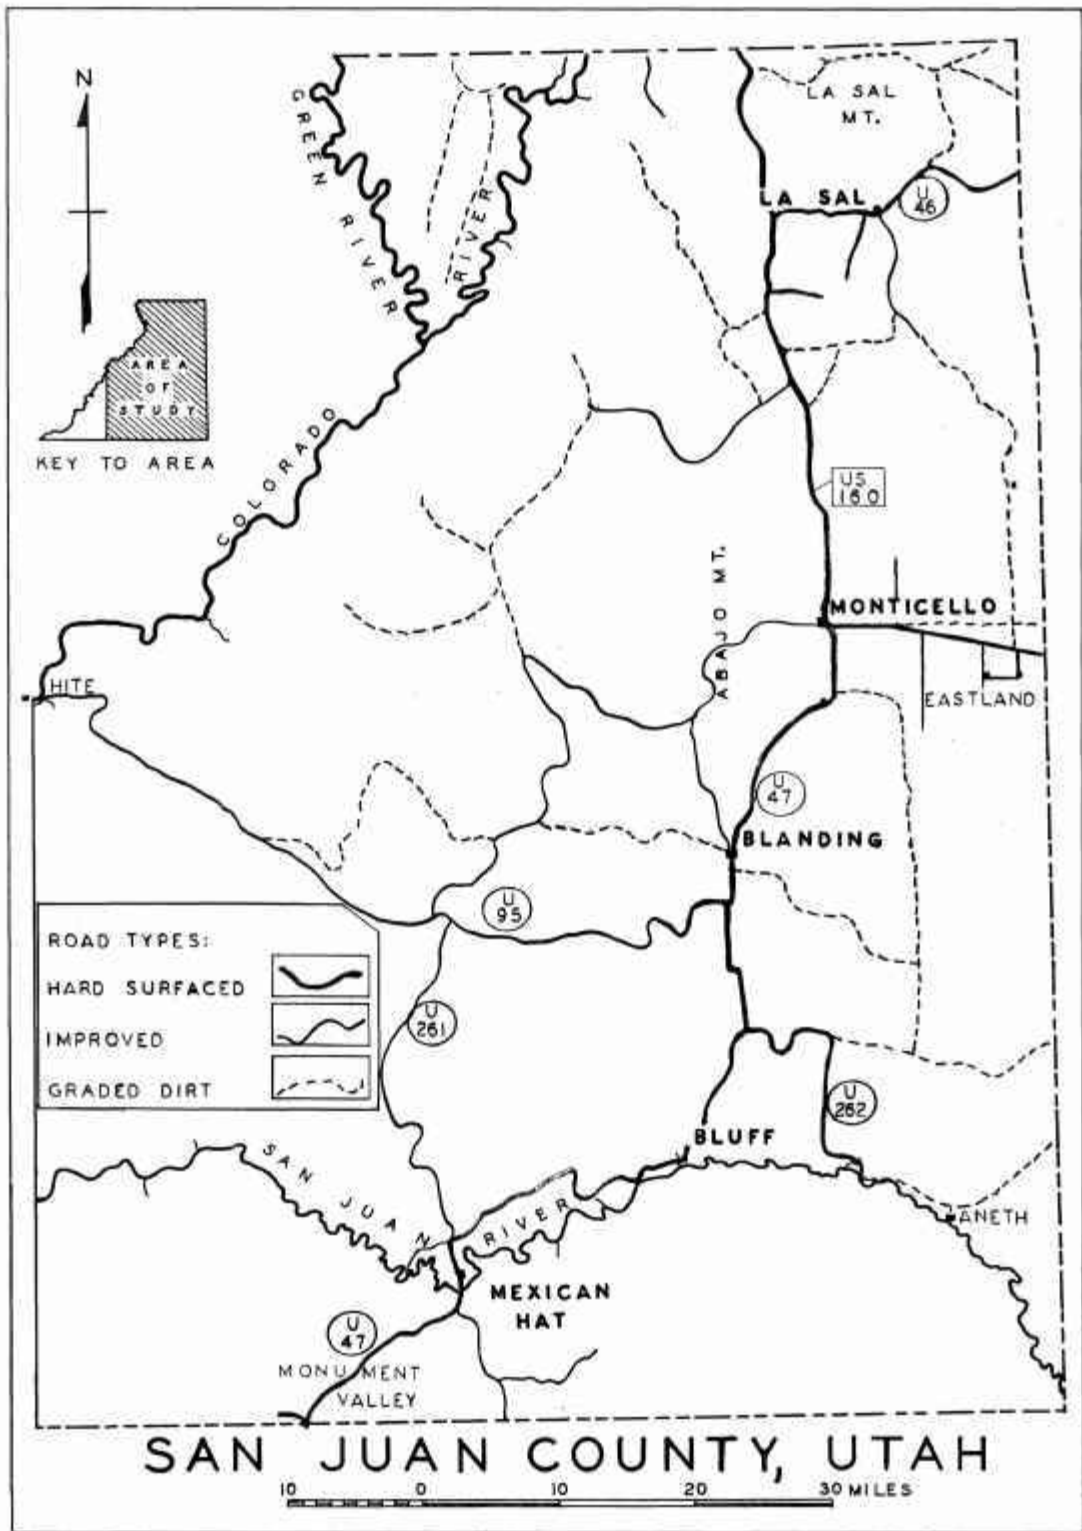 N
GREEN RIVER
RIVER
LA SAL
MT.
LA SAL
U
46
AREA
OF
STUDY
KEY TO AREA
COLORADO
US
160
ABAJO MT.
MONTICELLO
HITE
EASTLAND
U
47
BLANDING
U
95
ROAD TYPES:
HARD SURFACED
IMPROVED
GRADED DIRT
U
261
U
262
BLUFF
SAN JUAN RIVER
ANETH
MEXICAN
HAT
U
47
MONUMENT
VALLEY
SAN JUAN COUNTY, UTAH
10 0 10 20 30 MILES